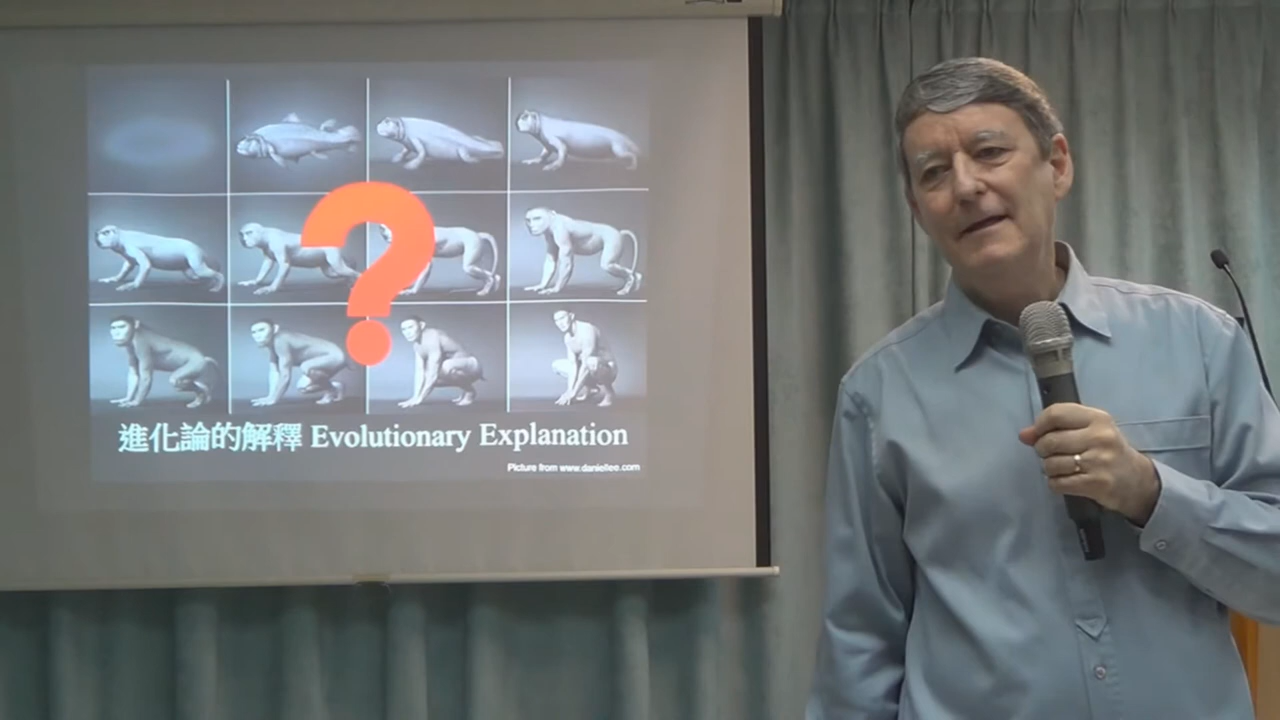 進化論的解釋 Evolutionary Explanation
Picture from www.daniellee.com